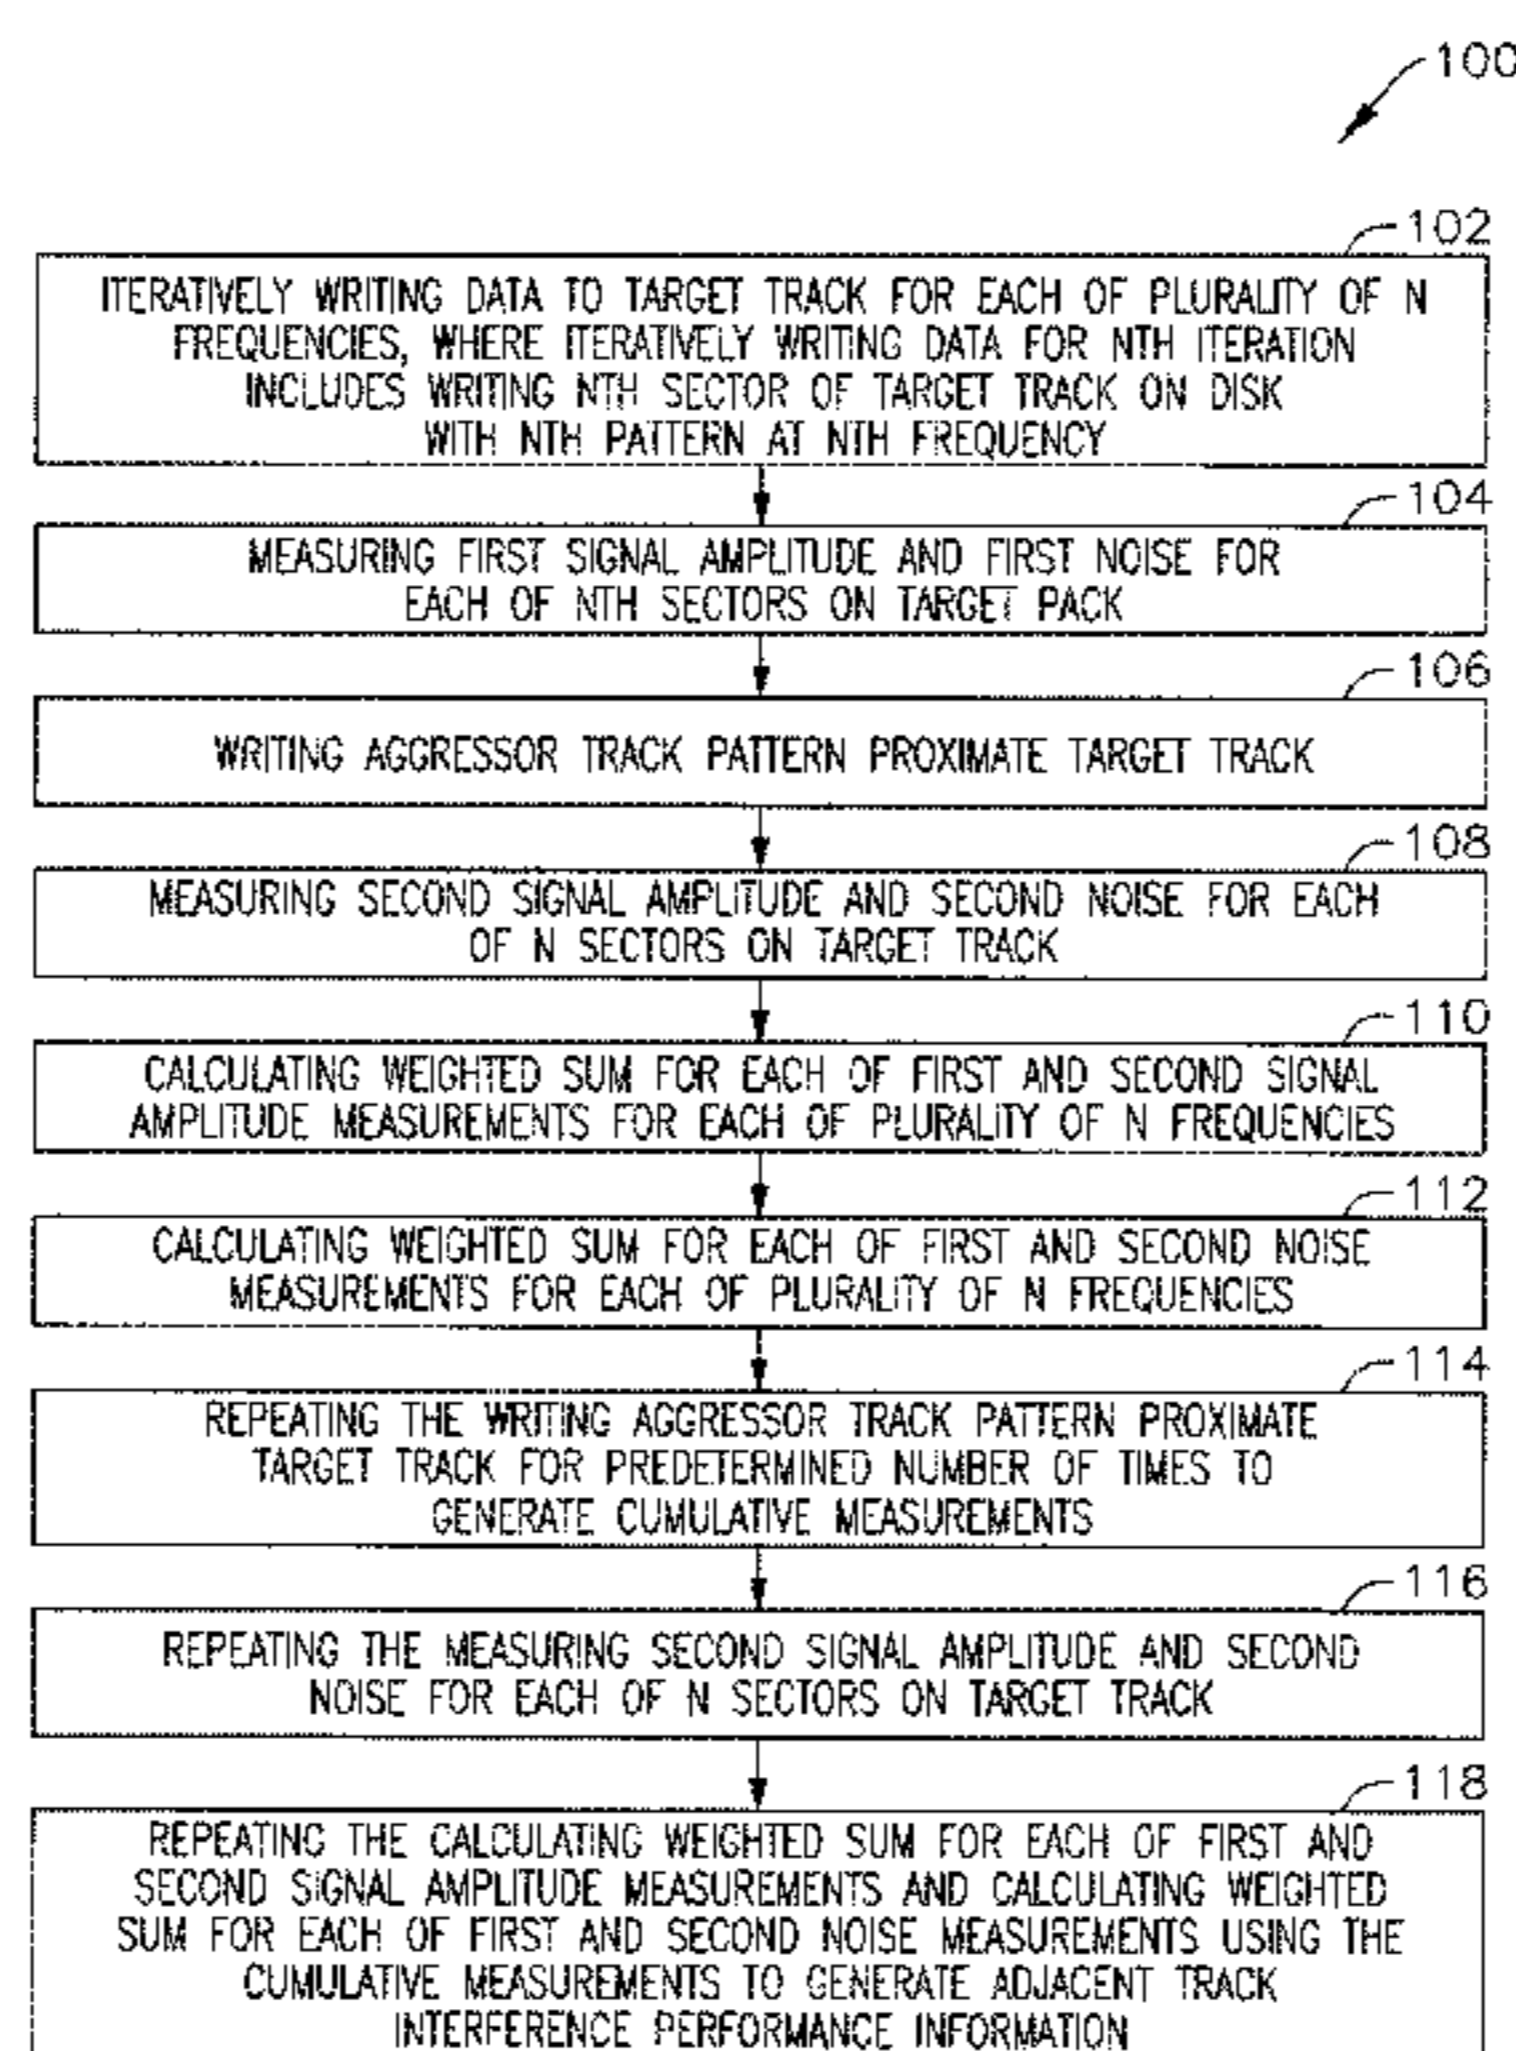 100
102
ITERATIVELY WRITING DATA TO TARGET TRACK FOR EACH OF PLURALITY OF N
FREQUENCIES, WHERE ITERATIVELY WRITING DATA FOR NTH ITERATION
INCLUDES WRITING NTH SECTOR OF TARGET TRACK ON DISK
WITH NTH PATTERN AT NTH FREQUENCY
104
MEASURING FIRST SIGNAL AMPLITUDE AND FIRST NOISE FOR
EACH OF NTH SECTORS ON TARGET PACK
106
WRITING AGGRESSOR TRACK PATTERN PROXIMATE TARGET TRACK
108
MEASURING SECOND SIGNAL AMPLITUDE AND SECOND NOISE FOR EACH
OF N SECTORS ON TARGET TRACK
110
CALCULATING WEIGHTED SUM FOR EACH OF FIRST AND SECOND SIGNAL
AMPLITUDE MEASUREMENTS FOR EACH OF PLURALITY OF N FREQUENCIES
112
CALCULATING WEIGHTED SUM FOR EACH OF FIRST AND SECOND NOISE
MEASUREMENTS FOR EACH OF PLURALITY OF N FREQUENCIES
114
REPEATING THE WRITING AGGRESSOR TRACK PATTERN PROXIMATE
TARGET TRACK FOR PREDETERMINED NUMBER OF TIMES TO
GENERATE CUMULATIVE MEASUREMENTS
116
REPEATING THE MEASURING SECOND SIGNAL AMPLITUDE AND SECOND
NOISE FOR EACH OF N SECTORS ON TARGET TRACK
118
REPEATING THE CALCULATING WEIGHTED SUM FOR EACH OF FIRST AND
SECOND SIGNAL AMPLITUDE MEASUREMENTS AND CALCULATING WEIGHTED
SUM FOR EACH OF FIRST AND SECOND NOISE MEASUREMENTS USING THE
CUMULATIVE MEASUREMENTS TO GENERATE ADJACENT TRACK
INTERFERENCE PERFORMANCE INFORMATION